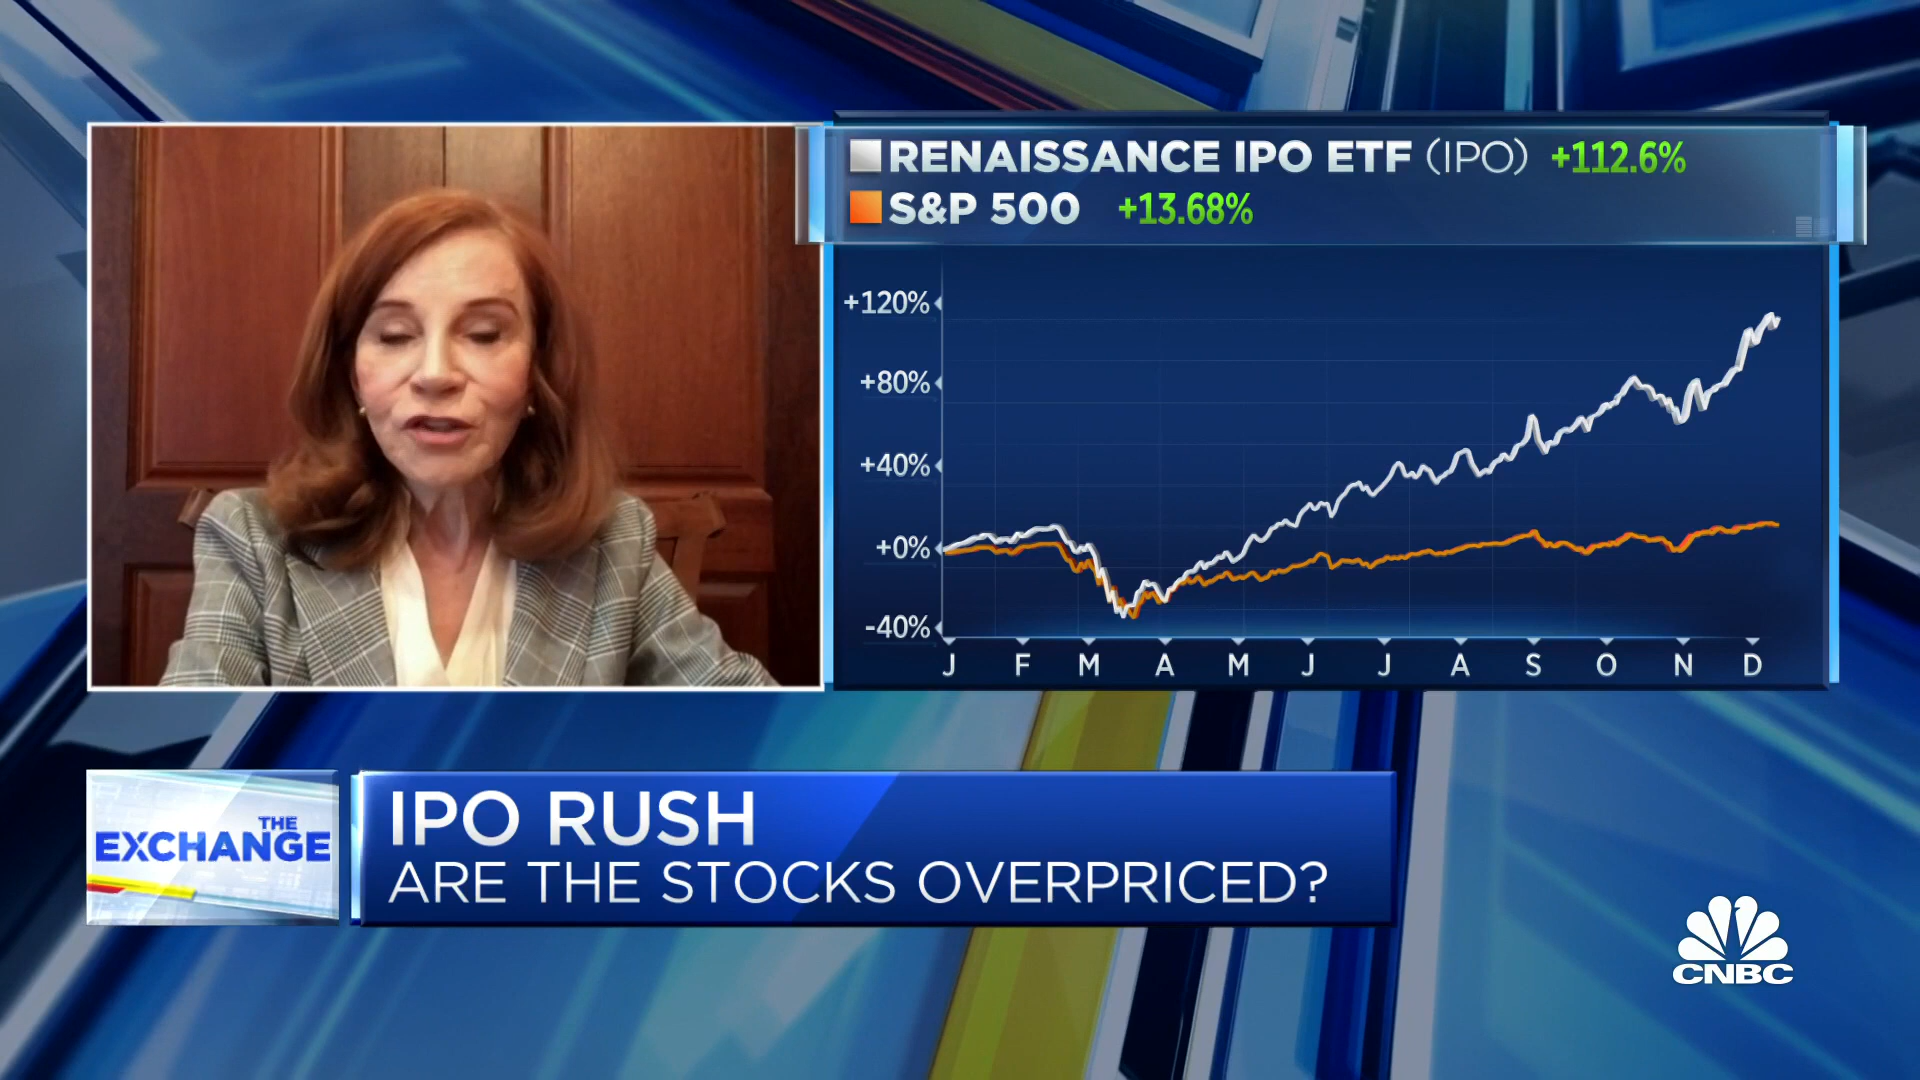 RENAISSANCE IPO ETF (IPO) +112.6%
S&P 500 +13.68%
+120%
+80%
+40%
+0%
-40%
J F M A M J J A S O N D
THE
EXCHANGE
IPO RUSH
ARE THE STOCKS OVERPRICED?
CNBC